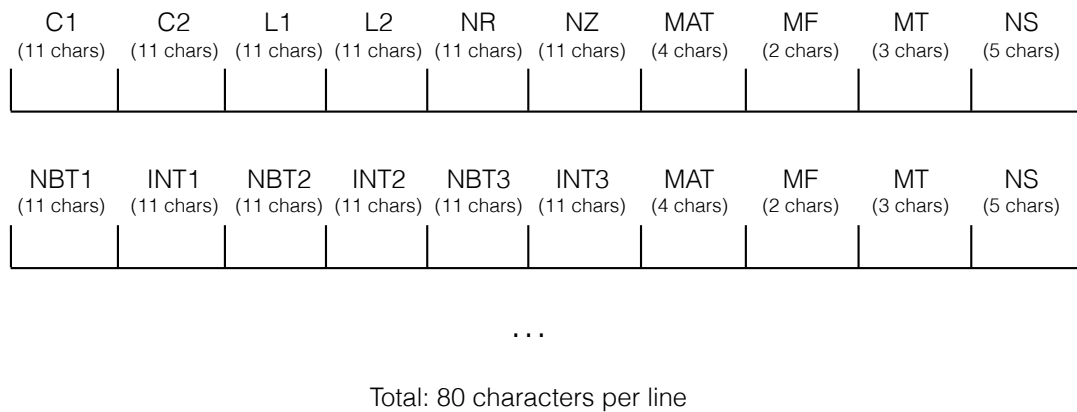 C1 C2 L1 L2 NR NZ MAT MF MT NS
(11 chars) (11 chars) (11 chars) (11 chars) (11 chars) (11 chars) (4 chars) (2 chars) (3 chars) (5 chars)
NBT1 INT1 NBT2 INT2 NBT3 INT3 MAT MF MT NS
(11 chars) (11 chars) (11 chars) (11 chars) (11 chars) (11 chars) (4 chars) (2 chars) (3 chars) (5 chars)
...
Total: 80 characters per line